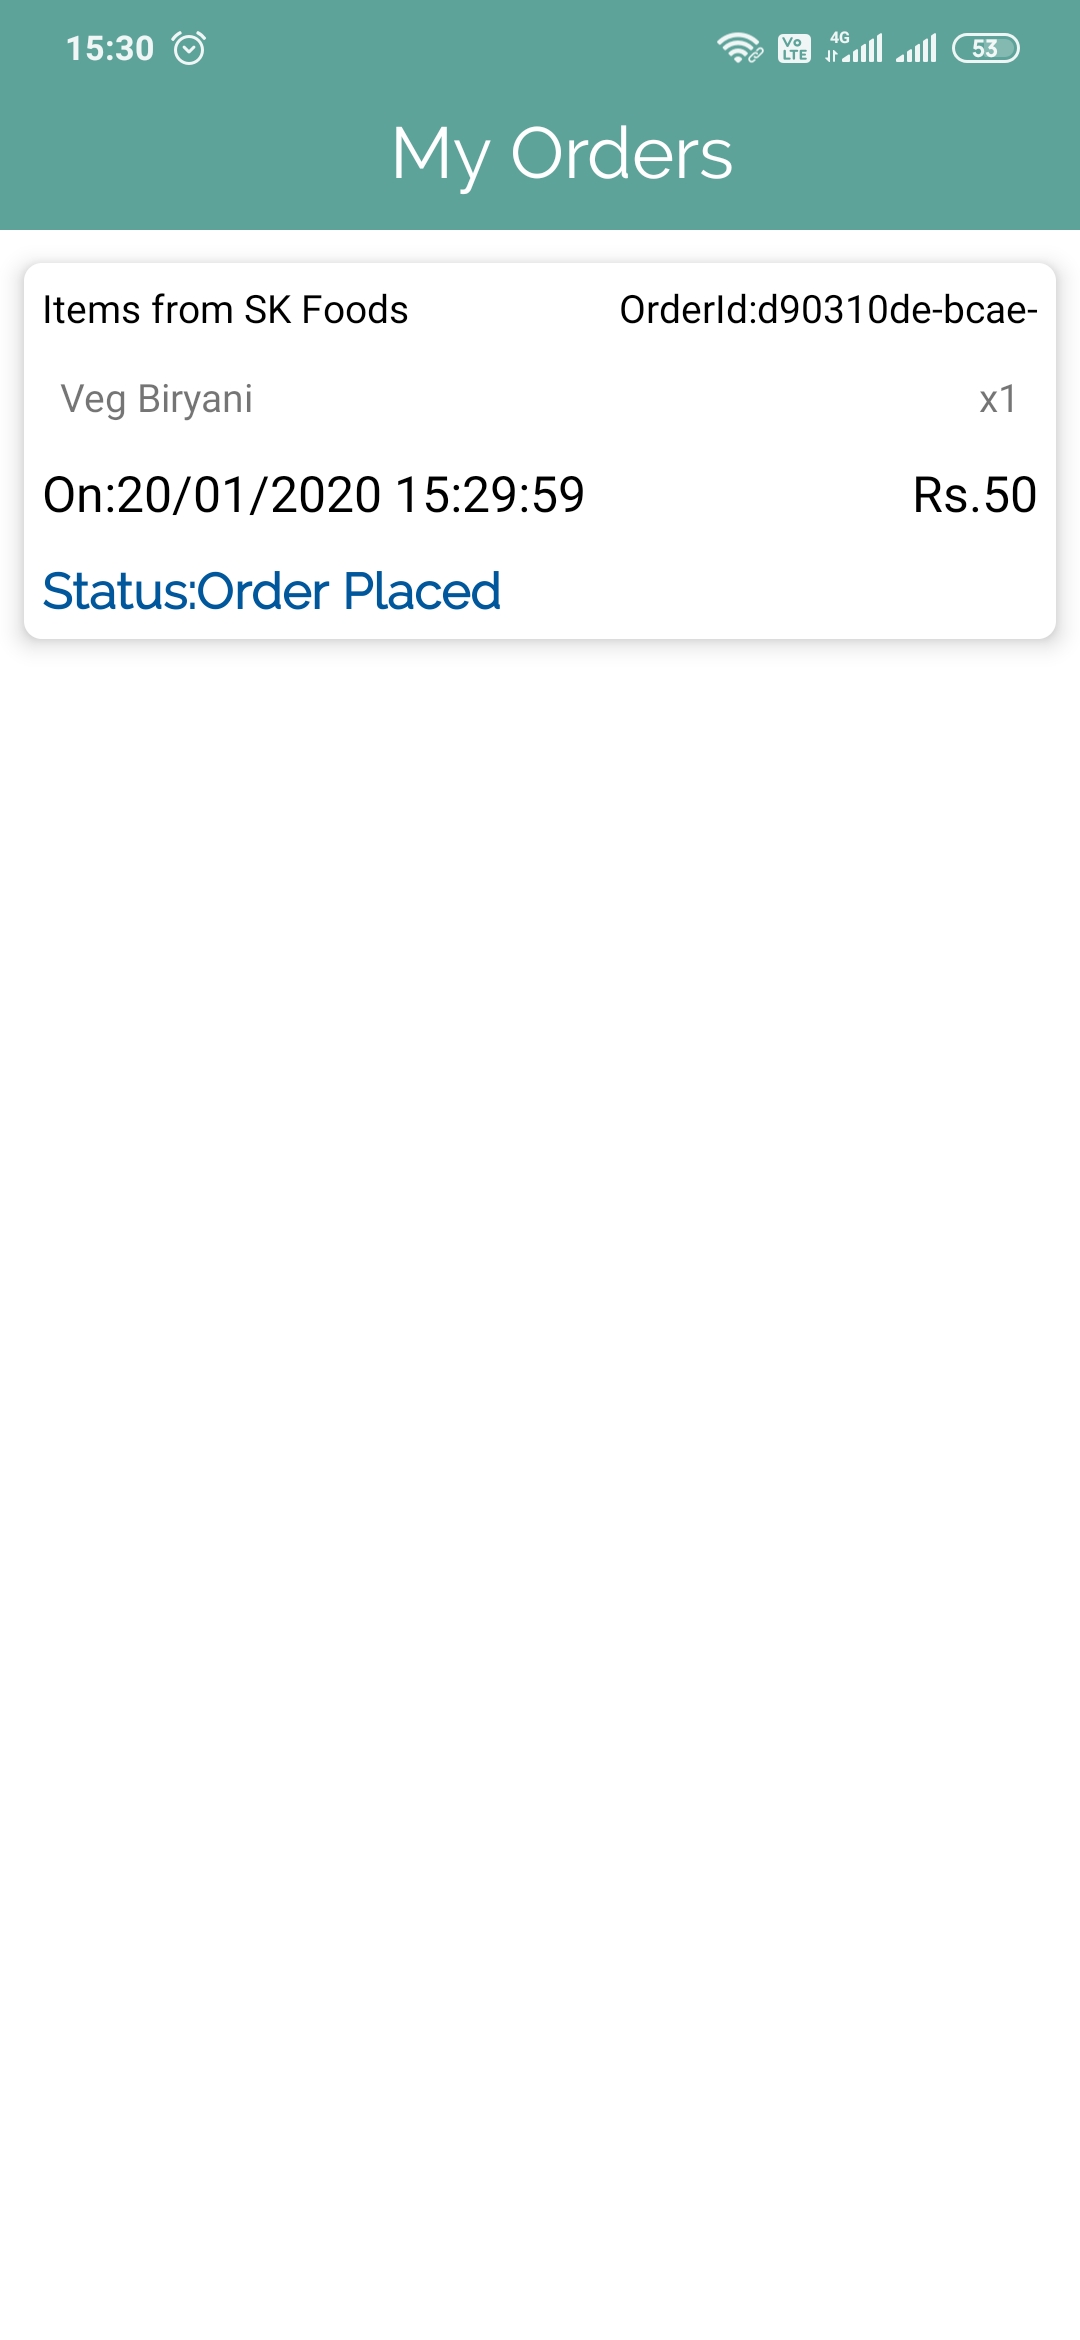 15:30 Vo LTE 4G 53
My Orders
Items from SK Foods OrderId:d90310de-bcae-
Veg Biryani x1
On:20/01/2020 15:29:59 Rs.50
Status:Order Placed